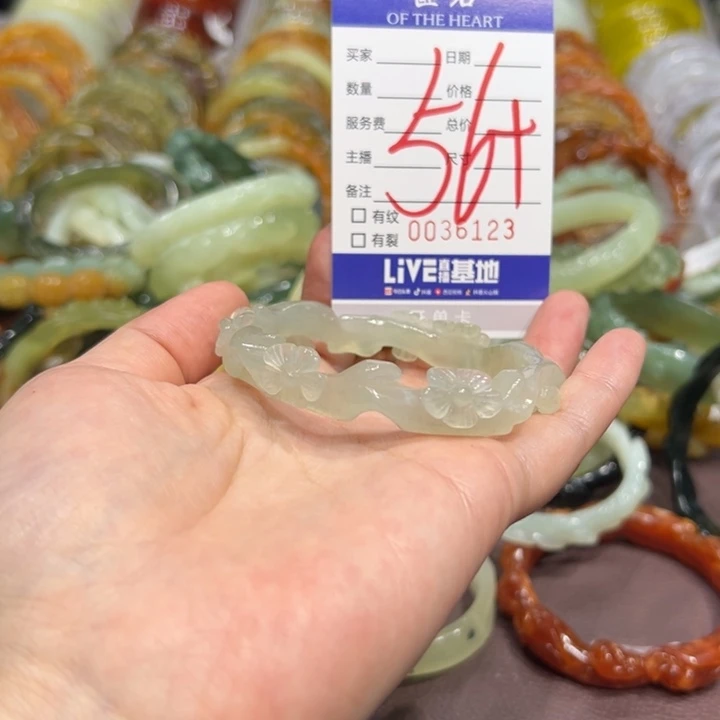 OF THE HEART
买家 日期
数量 价格
服务费 总价
主播 尺寸
备注
56+
有纹
有裂 0036123
LiVE直播基地